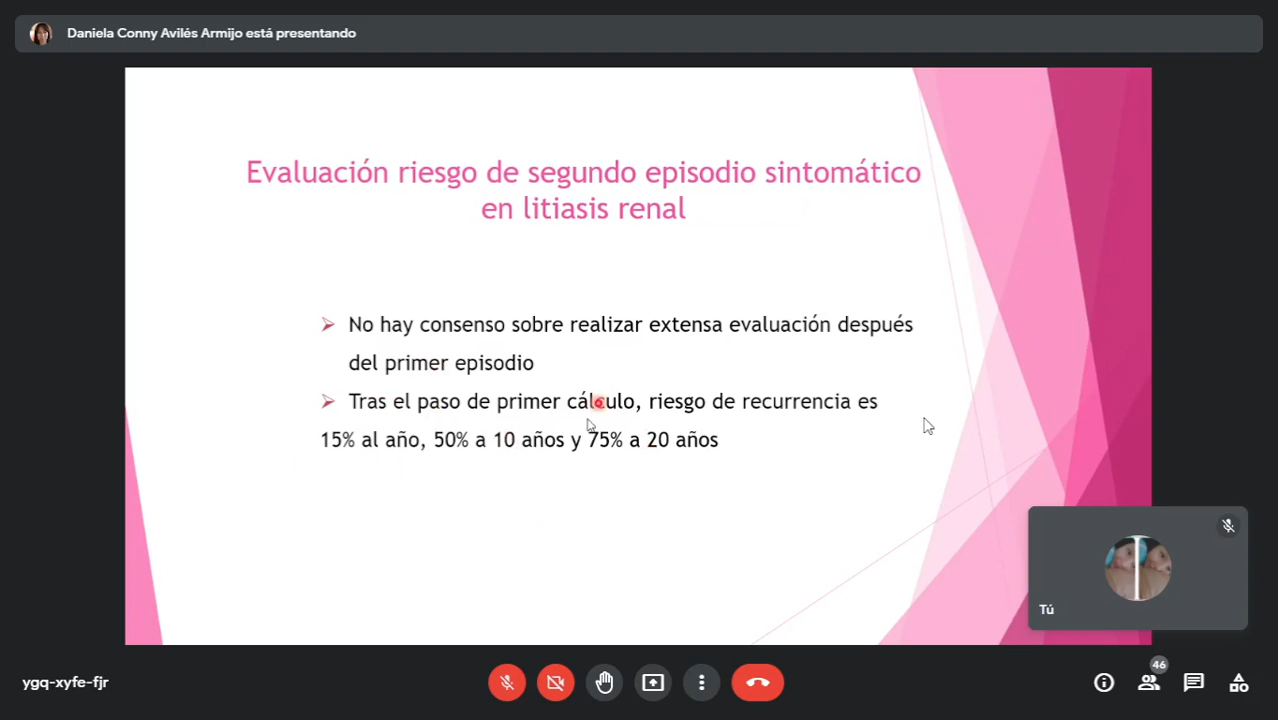 Daniela Conny Avilés Armijo está presentando
Evaluación riesgo de segundo episodio sintomático
en litiasis renal
➢ No hay consenso sobre realizar extensa evaluación después
del primer episodio
➢ Tras el paso de primer cálculo, riesgo de recurrencia es
15% al año, 50% a 10 años y 75% a 20 años
Tú
46
ygq-xyfe-fjr